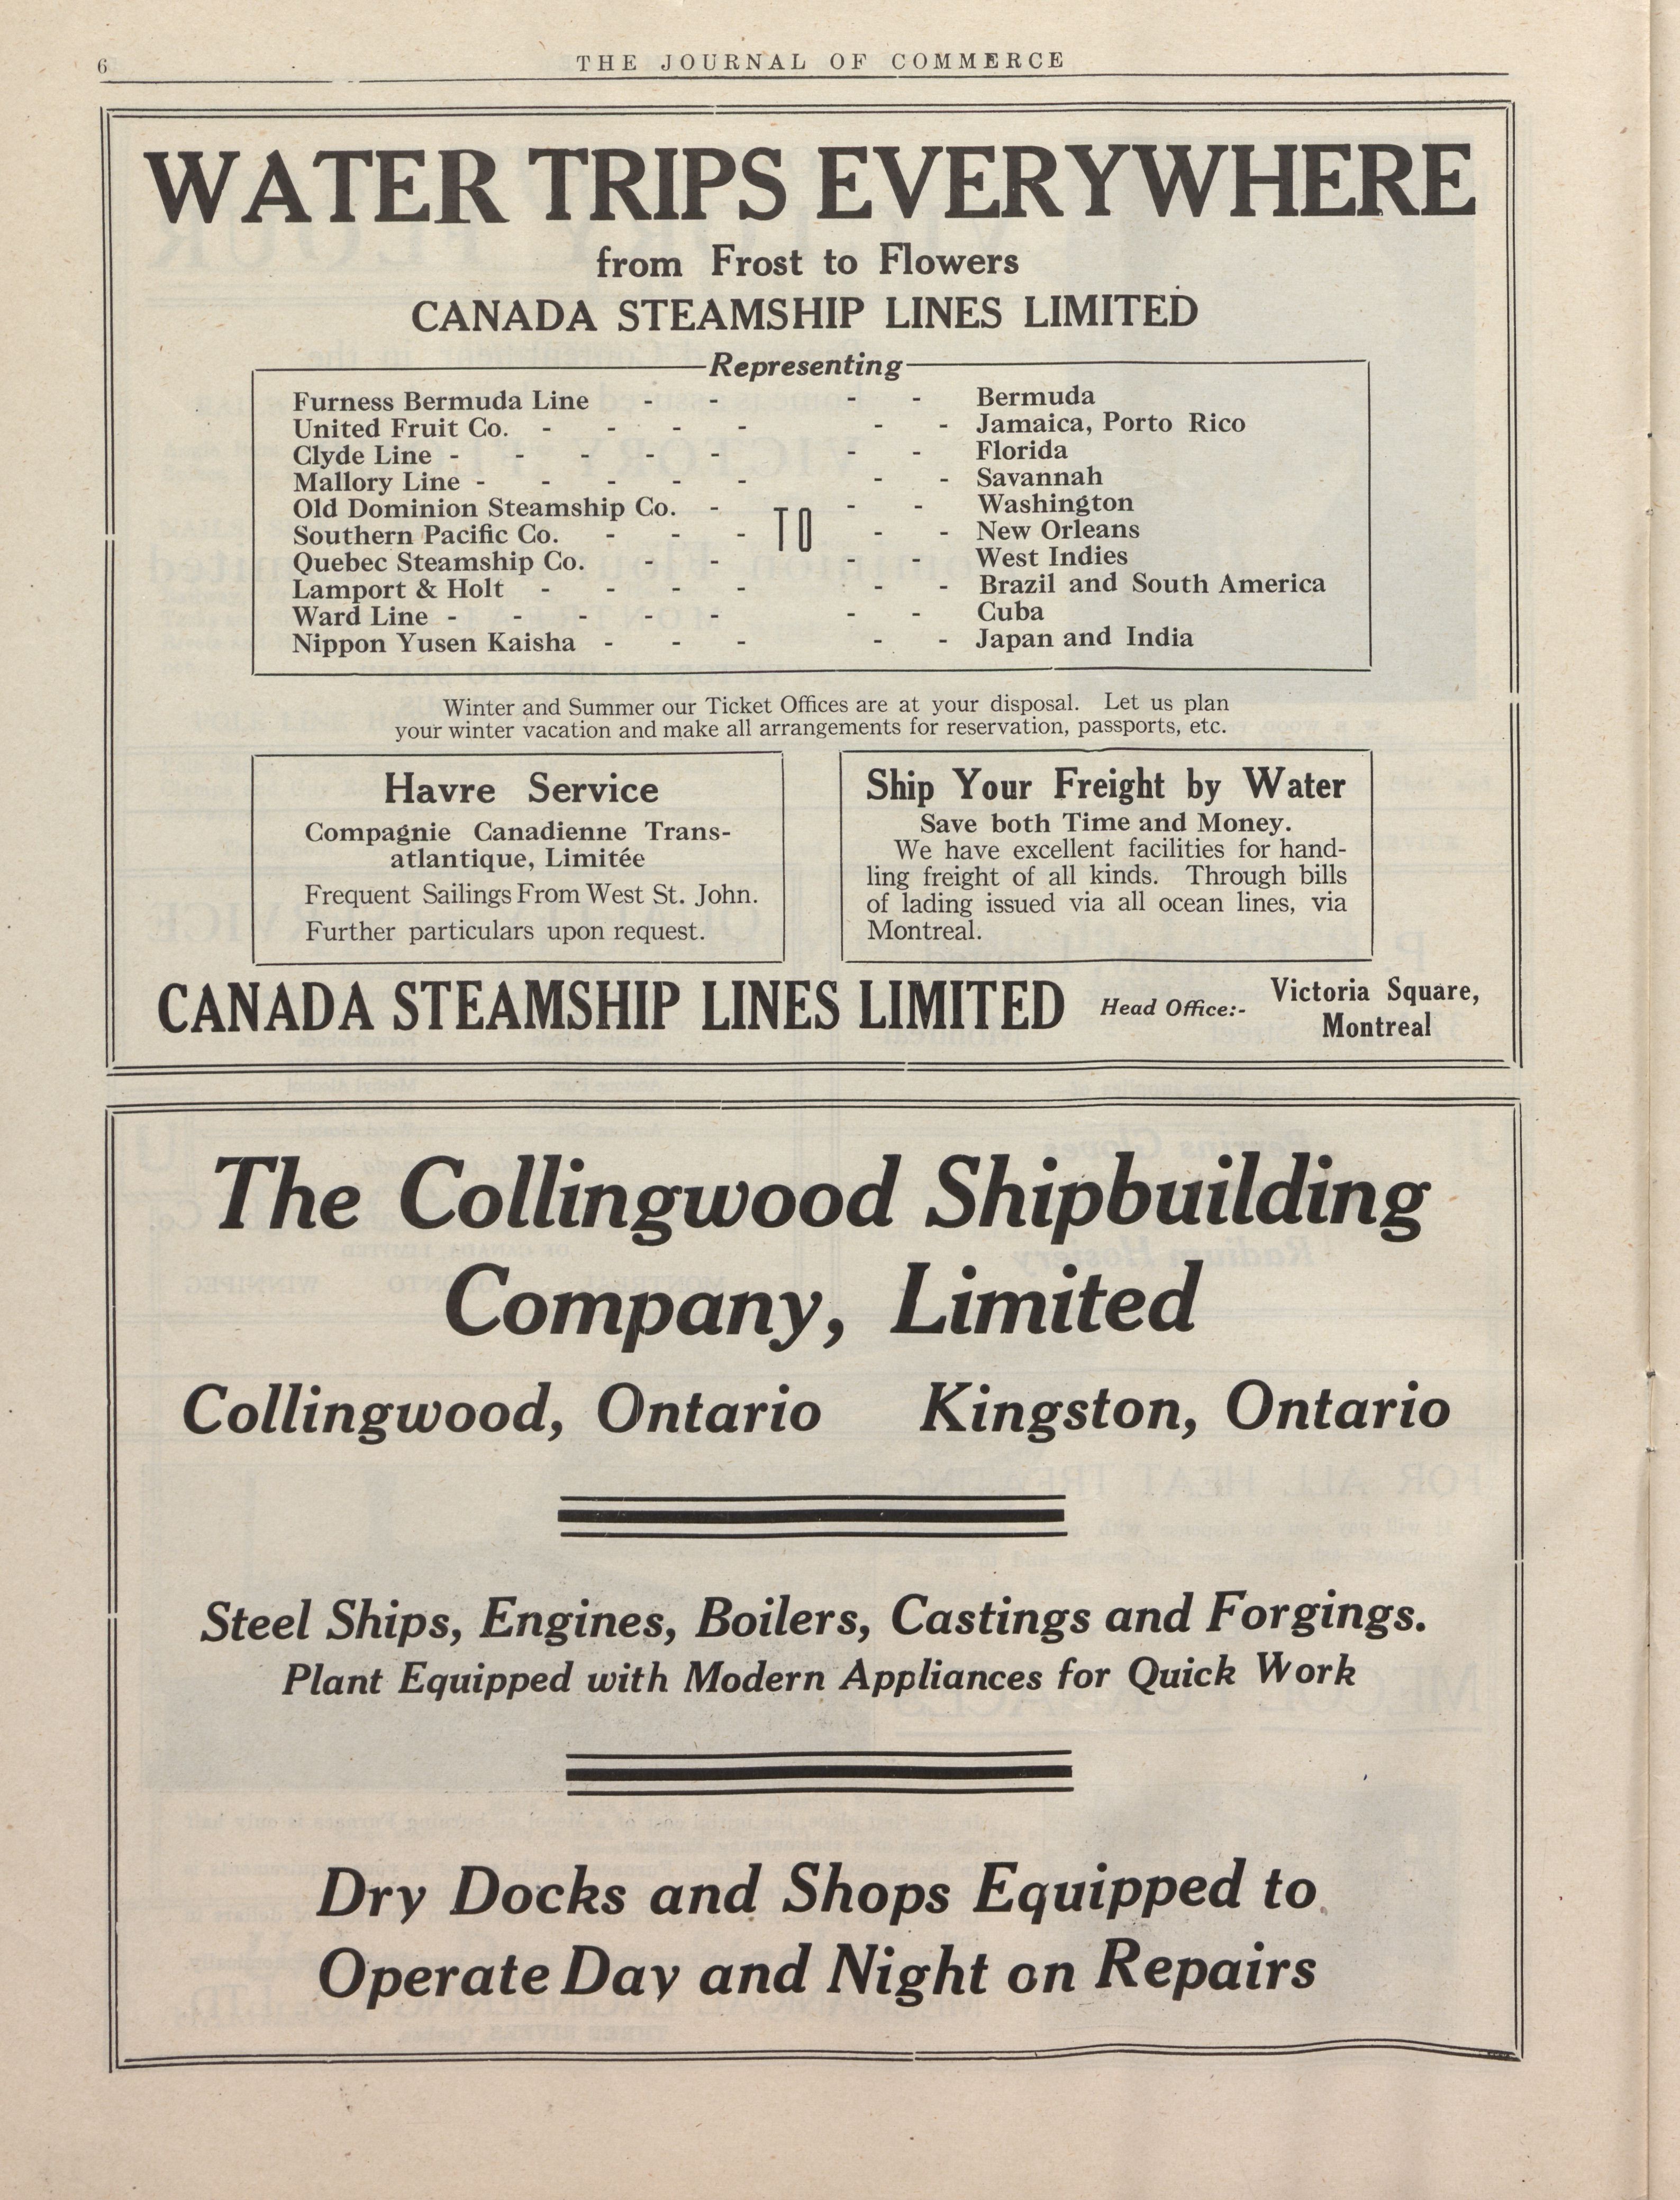 6
THE JOURNAL OF COMMERCE
WATER TRIPS EVERYWHERE
from Frost to Flowers
CANADA STEAMSHIP LINES LIMITED
Representing
Furness Bermuda Line - - - - Bermuda
United Fruit Co. - - - - - - Jamaica, Porto Rico
Clyde Line - - - - - - - Florida
Mallory Line - - - - - - - Savannah
Old Dominion Steamship Co. - - - Washington
TO
Southern Pacific Co. - - - - - New Orleans
Quebec Steamship Co. - - - - West Indies
Lamport & Holt - - - - - - Brazil and South America
Ward Line - - - - - - - Cuba
Nippon Yusen Kaisha - - - - - Japan and India
Winter and Summer our Ticket Offices are at your disposal. Let us plan
your winter vacation and make all arrangements for reservation, passports, etc.
Havre Service
Compagnie Canadienne Trans-
atlantique, Limitée
Frequent Sailings From West St. John.
Further particulars upon request.
Ship Your Freight by Water
Save both Time and Money.
We have excellent facilities for hand-
ling freight of all kinds. Through bills
of lading issued via all ocean lines, via
Montreal.
CANADA STEAMSHIP LINES LIMITED Head Office:- Victoria Square,
Montreal
The Collingwood Shipbuilding
Company, Limited
Collingwood, Ontario Kingston, Ontario
Steel Ships, Engines, Boilers, Castings and Forgings.
Plant Equipped with Modern Appliances for Quick Work
Dry Docks and Shops Equipped to
Operate Day and Night on Repairs